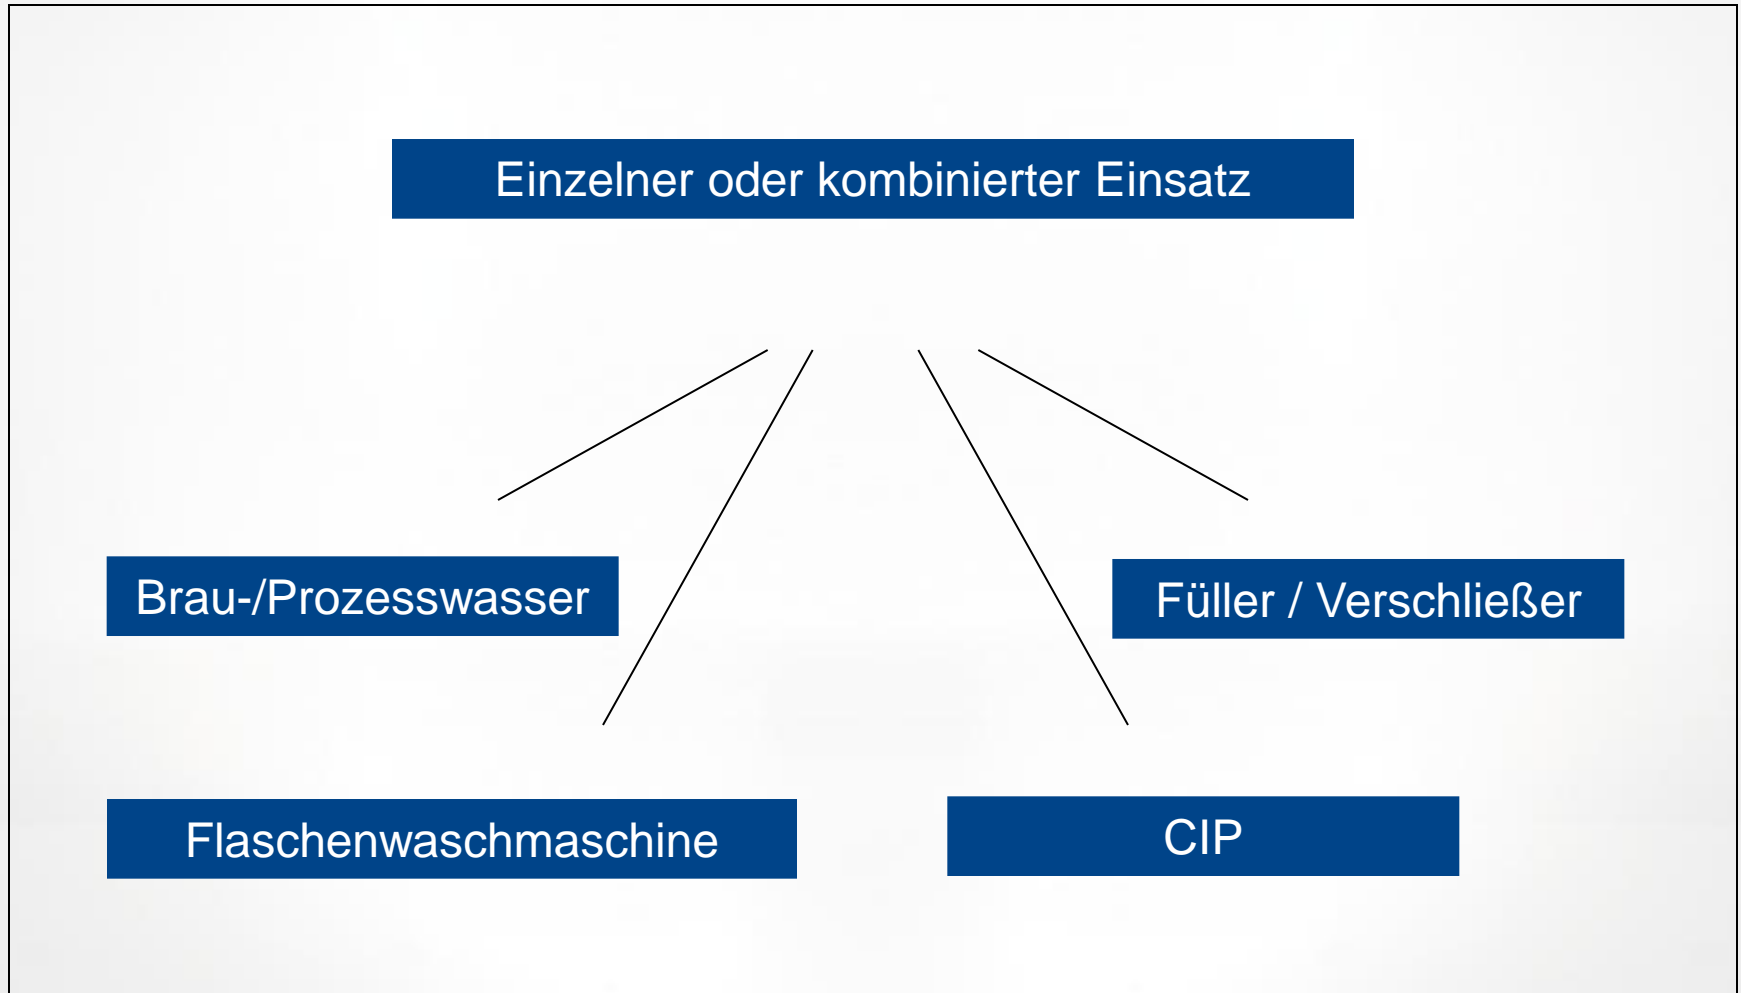 Einzelner oder kombinierter Einsatz
Brau-/Prozesswasser
Füller / Verschließer
Flaschenwaschmaschine
CIP